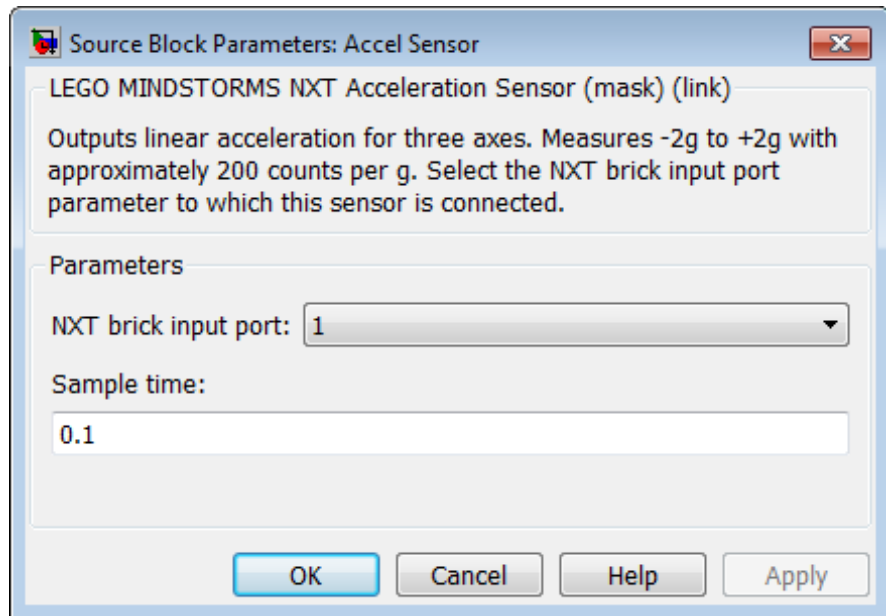 Source Block Parameters: Accel Sensor
LEGO MINDSTORMS NXT Acceleration Sensor (mask) (link)
Outputs linear acceleration for three axes. Measures -2g to +2g with
approximately 200 counts per g. Select the NXT brick input port
parameter to which this sensor is connected.
Parameters
NXT brick input port: 1
Sample time:
0.1
OK Cancel Help Apply